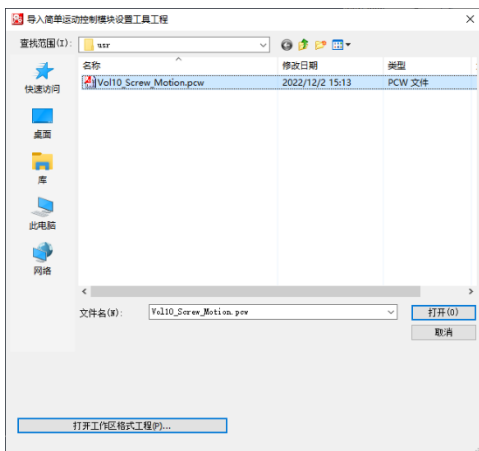 导入简单运动控制模块设置工具工程
查找范围(I):
usr
名称
修改日期
类型
Vol10_Screw_Motion.pcw
2022/12/2 15:13
PCW 文件
快速访问
桌面
库
此电脑
网络
文件名(N):
Vol10_Screw_Motion.pcw
打开(O)
取消
打开工作区格式工程(P)...